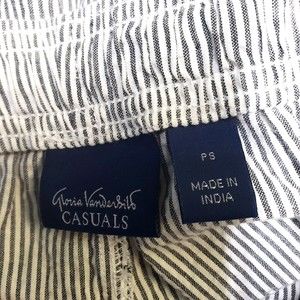 Gloria Vanderbilt
CASUALS
PS
MADE IN
INDIA